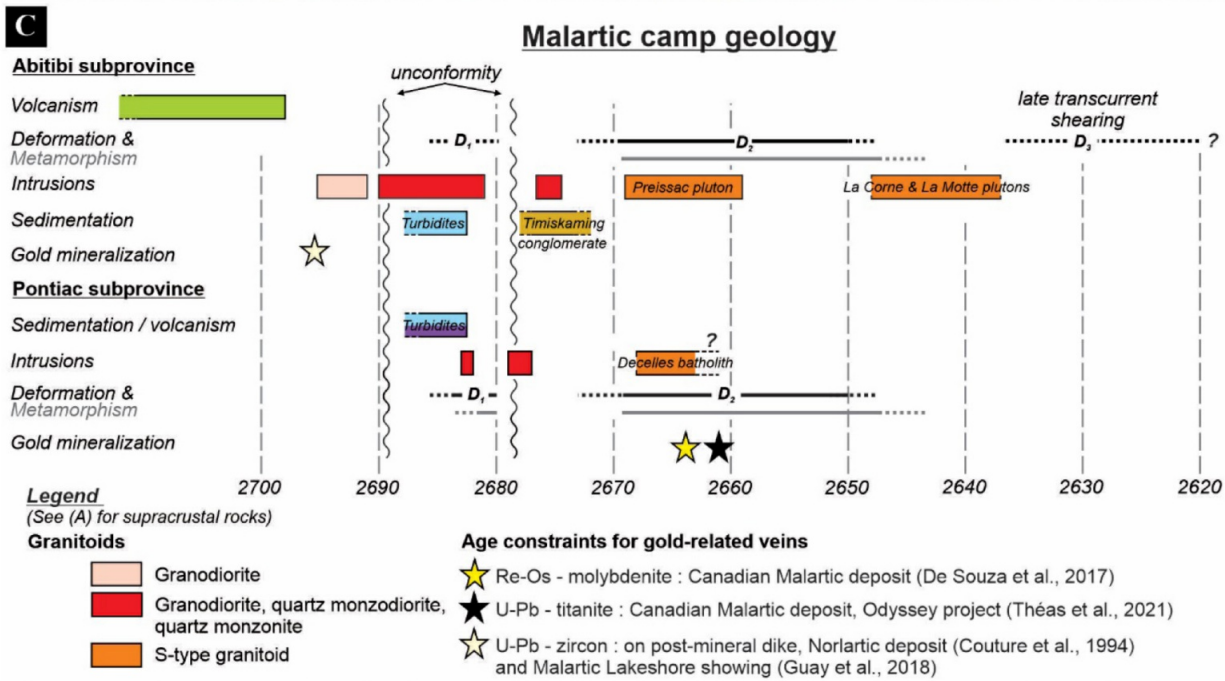 C
Malartic camp geology
Abitibi subprovince
unconformity
Volcanism
late transcurrent
shearing
Deformation &
Metamorphism
D1
D2
D3
?
Intrusions
Preissac pluton
La Corne & La Motte plutons
Sedimentation
Turbidites
Timiskaming
conglomerate
Gold mineralization
Pontiac subprovince
Sedimentation / volcanism
Turbidites
Intrusions
?
Decelles batholith
Deformation &
Metamorphism
D1
D2
Gold mineralization
2700 2690 2680 2670 2660 2650 2640 2630 2620
Legend
(See (A) for supracrustal rocks)
Granitoids
Granodiorite
Granodiorite, quartz monzodiorite,
quartz monzonite
S-type granitoid
Age constraints for gold-related veins
Re-Os - molybdenite : Canadian Malartic deposit (De Souza et al., 2017)
U-Pb - titanite : Canadian Malartic deposit, Odyssey project (Théas et al., 2021)
U-Pb - zircon : on post-mineral dike, Norlartic deposit (Couture et al., 1994)
and Malartic Lakeshore showing (Guay et al., 2018)